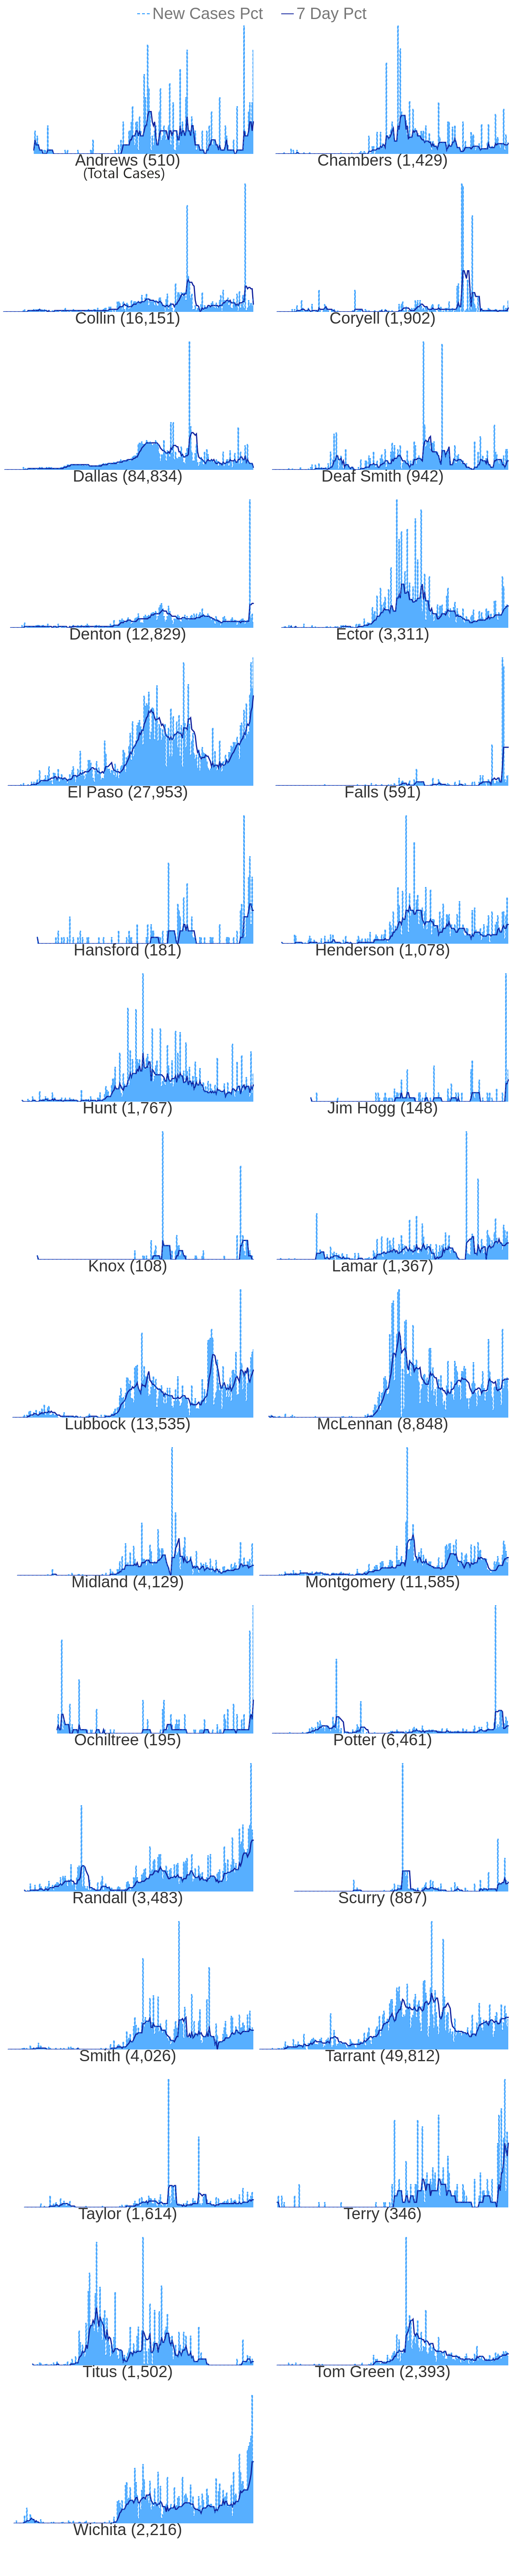 New Cases Pct 7 Day Pct
Andrews (510) Chambers (1,429)
(Total Cases)
Collin (16,151) Coryell (1,902)
Dallas (84,834) Deaf Smith (942)
Denton (12,829) Ector (3,311)
El Paso (27,953) Falls (591)
Hansford (181) Henderson (1,078)
Hunt (1,767) Jim Hogg (148)
Knox (108) Lamar (1,367)
Lubbock (13,535) McLennan (8,848)
Midland (4,129) Montgomery (11,585)
Ochiltree (195) Potter (6,461)
Randall (3,483) Scurry (887)
Smith (4,026) Tarrant (49,812)
Taylor (1,614) Terry (346)
Titus (1,502) Tom Green (2,393)
Wichita (2,216)